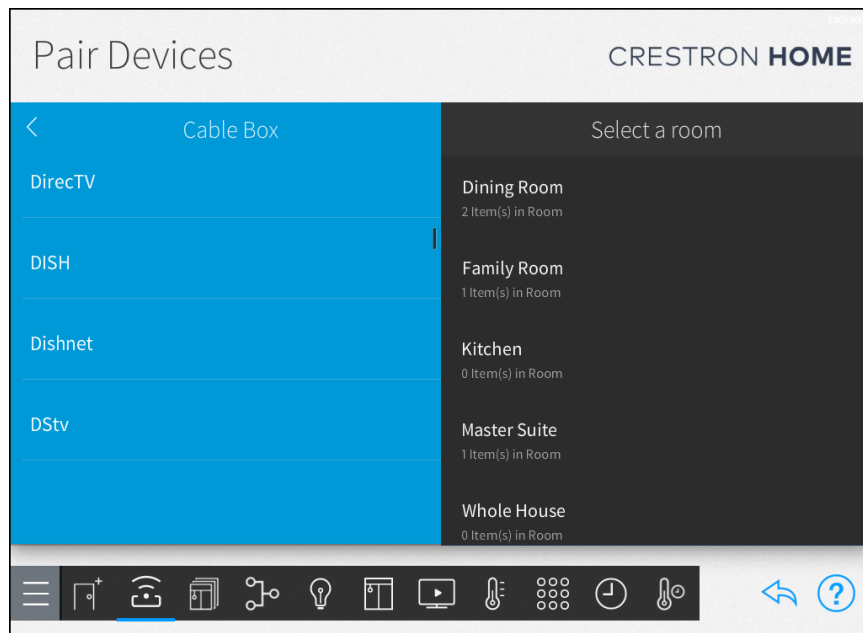 Pair Devices
CRESTRON HOME
Cable Box
Select a room
DirecTV
DISH
Dishnet
DStv
Dining Room
2 Item(s) in Room
Family Room
1 Item(s) in Room
Kitchen
0 Item(s) in Room
Master Suite
1 Item(s) in Room
Whole House
0 Item(s) in Room
?